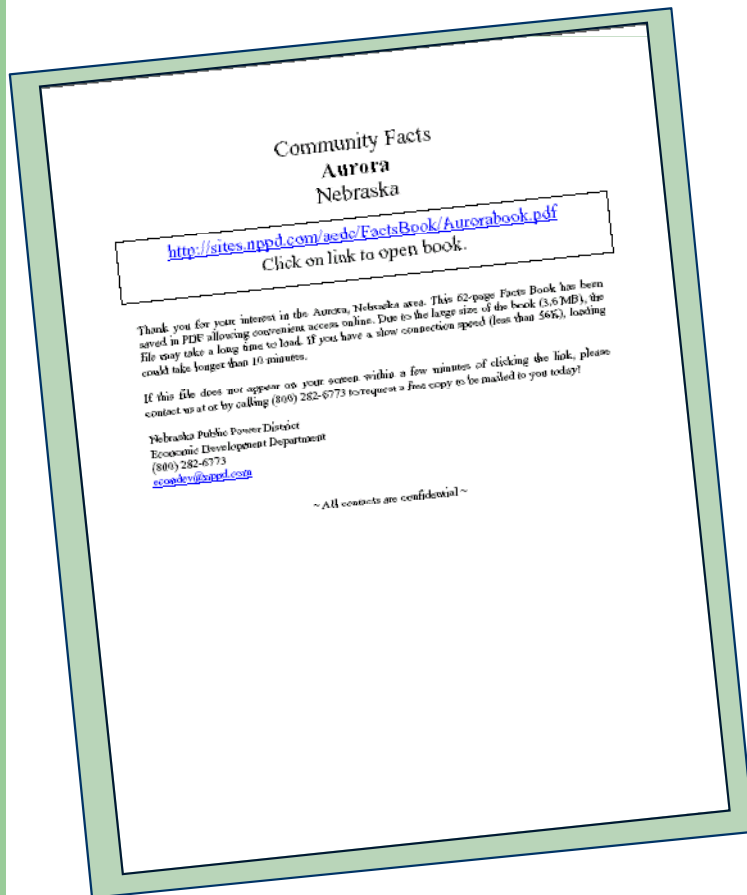 Community Facts
Aurora
Nebraska
http://sites.nppd.com/aedc/FactsBook/Aurorabook.pdf
Click on link to open book.
Thank you for your interest in the Aurora, Nebraska area. This 62-page Facts Book has been
saved in PDF allowing convenient access online. Due to the large size of the book (3.6 MB), the
file may take a long time to load. If you have a slow connection speed (less than 56K), loading
could take longer than 10 minutes.
If this file does not appear on your screen within a few minutes of clicking the link, please
contact us at or by calling (800) 282-6773 to request a free copy to be mailed to you today!
Nebraska Public Power District
Economic Development Department
(800) 282-6773
econdev@nppd.com
~ All contacts are confidential ~